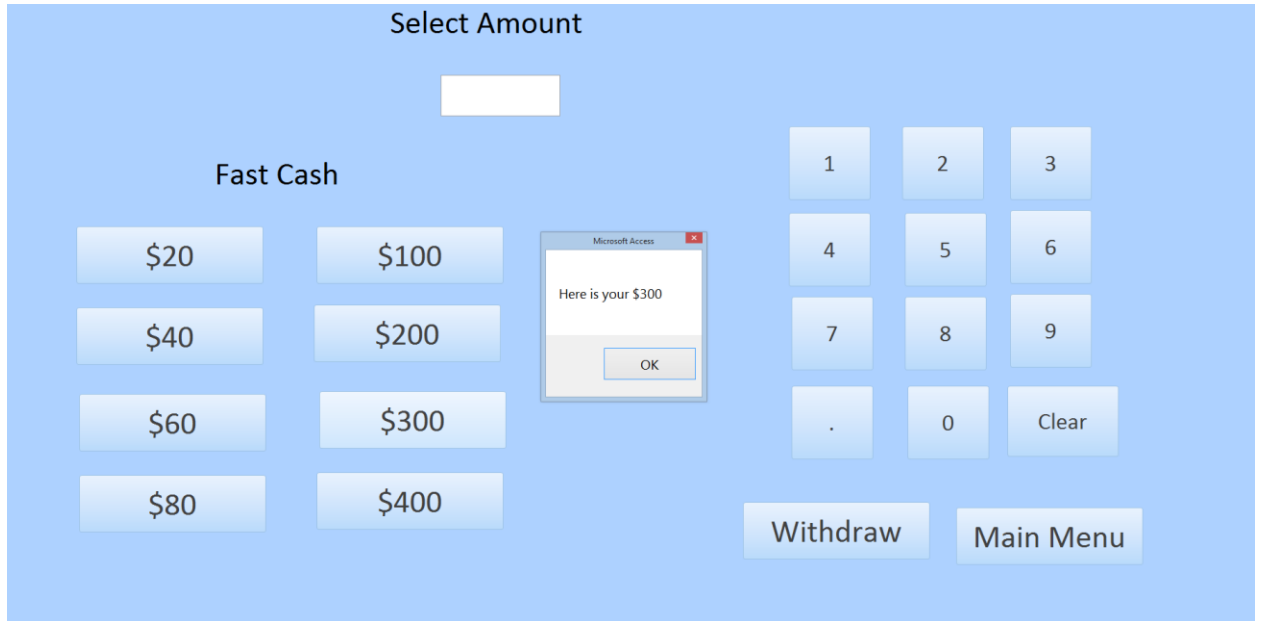 Select Amount
Fast Cash
$20
$100
$40
$200
$60
$300
$80
$400
Microsoft Access
Here is your $300
OK
1
2
3
4
5
6
7
8
9
.
0
Clear
Withdraw
Main Menu